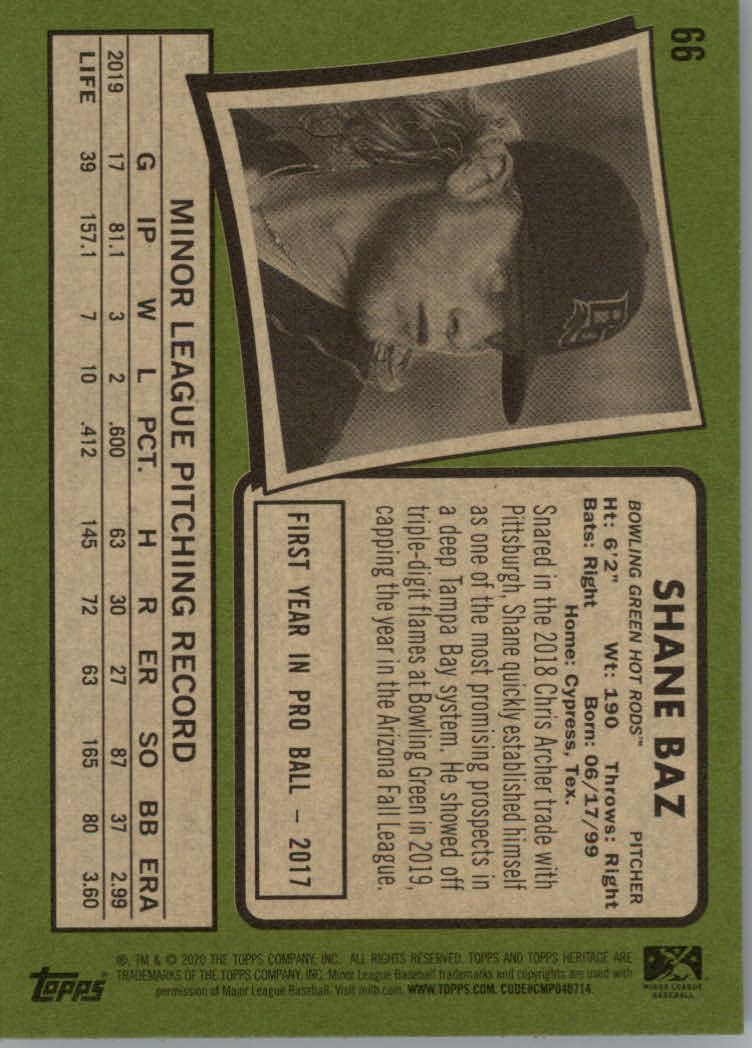 66
SHANE BAZ
BOWLING GREEN HOT RODS™ PITCHER
Ht: 6'2" Wt: 190 Throws: Right
Bats: Right Born: 06/17/99
Home: Cypress, Tex.
Snared in the 2018 Chris Archer trade with
Pittsburgh, Shane quickly established himself
as one of the most promising prospects in
a deep Tampa Bay system. He showed off
triple-digit flames at Bowling Green in 2019,
capping the year in the Arizona Fall League.
FIRST YEAR IN PRO BALL – 2017
MINOR LEAGUE PITCHING RECORD
G IP W L PCT. H R ER SO BB ERA
2019 17 81.1 3 2 .600 63 30 27 87 37 2.99
LIFE 39 157.1 7 10 .412 145 72 63 165 80 3.60
MINOR LEAGUE
BASEBALL
®, TM & © 2020 THE TOPPS COMPANY, INC. ALL RIGHTS RESERVED. TOPPS AND TOPPS HERITAGE ARE
TRADEMARKS OF THE TOPPS COMPANY, INC. Minor League Baseball trademarks and copyrights are used with
permission of Major League Baseball. Visit milb.com. WWW.TOPPS.COM. CODE#CMP048714
topps®